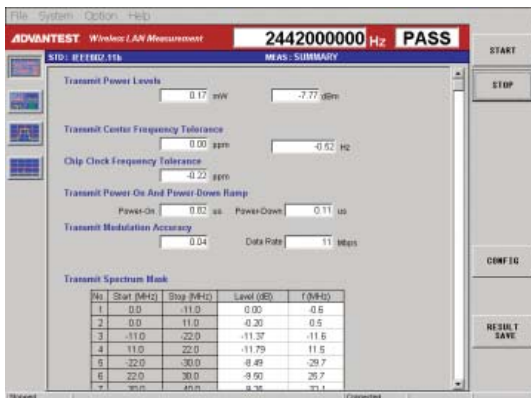 File System Option Help
ADVANTEST Wireless LAN Measurement 2442000000 Hz PASS
STD: IEEE802.11b MEAS: SUMMARY
START
STOP
Transmit Power Levels
0.17 mW -7.77 dBm
Transmit Center Frequency Tolerance
0.00 ppm -0.52 Hz
Chip Clock Frequency Tolerance
-0.22 ppm
Transmit Power-On And Power-Down Ramp
Power-On 0.02 us Power-Down 0.11 us
Transmit Modulation Accuracy
0.04 Data Rate 11 Mbps
Transmit Spectrum Mask
No Start (MHz) Stop (MHz) Level (dB) f (MHz)
1 0.0 -11.0 0.00 -0.6
2 0.0 11.0 -0.20 0.5
3 -11.0 -22.0 -11.37 -11.6
4 11.0 22.0 -11.79 11.5
5 -22.0 -30.0 -8.49 -29.7
6 22.0 30.0 -9.50 26.7
CONFIG
RESULT
SAVE
Stopped Connected